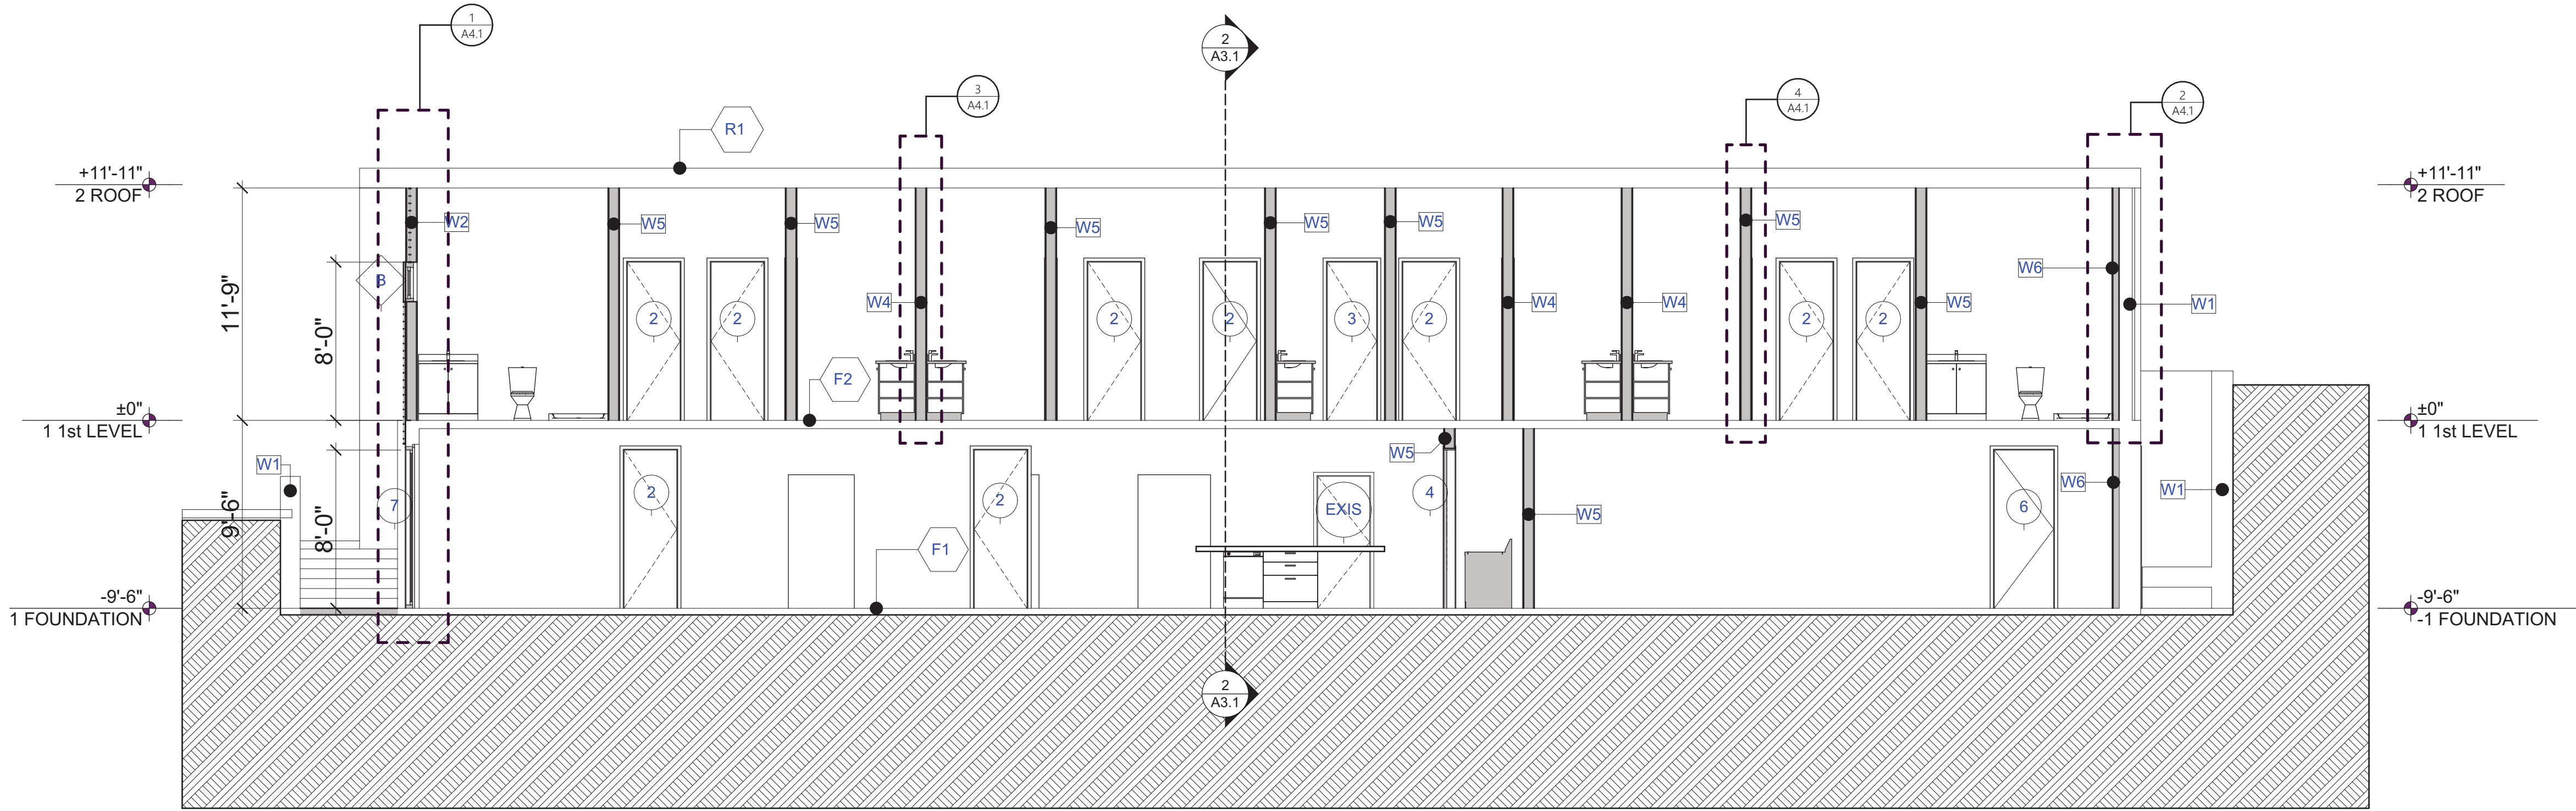 1
A4.1
2
A3.1
3
A4.1
4
A4.1
2
A4.1
R1
+11'-11"
2 ROOF
+11'-11"
2 ROOF
W2
W5
W5
W5
W5
W5
W5
W6
11'-9"
8'-0"
B
W4
W4
W4
W5
W1
2
2
2
2
3
2
2
2
F2
±0"
1 1st LEVEL
±0"
1 1st LEVEL
W1
W5
W6
W1
9'-6"
8'-0"
7
2
2
EXIS
4
W5
6
F1
-9'-6"
1 FOUNDATION
-9'-6"
-1 FOUNDATION
2
A3.1